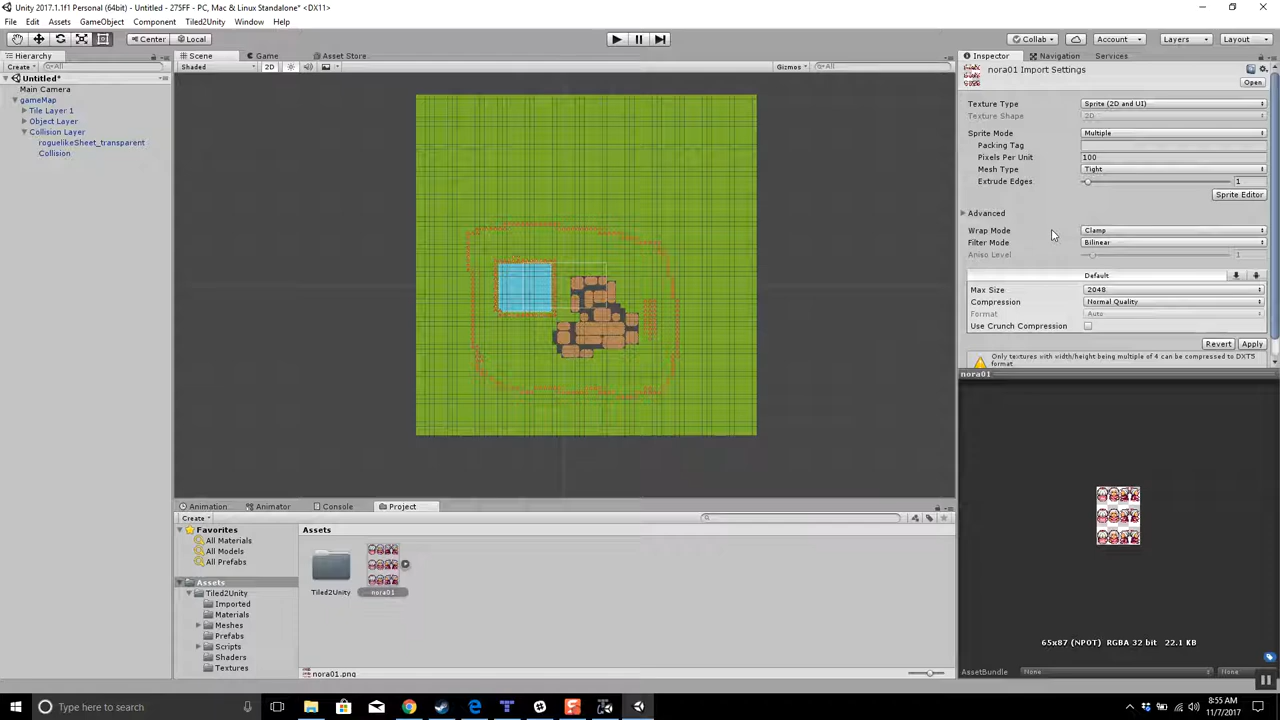 Unity 2017.1.1f1 Personal (64bit) - Untitled - 275FF - PC, Mac & Linux Standalone* <DX11>
File Edit Assets GameObject Component Tiled2Unity Window Help
Center Local Collab Account Layers Layout
Hierarchy
Create All
Untitled*
Main Camera
gameMap
Tile Layer 1
Object Layer
Collision Layer
roguelikeSheet_transparent
Collision
Scene Game Asset Store
Shaded 2D Gizmos All
Inspector Navigation Services
nora01 Import Settings
Open
Texture Type Sprite (2D and UI)
Texture Shape 2D
Sprite Mode Multiple
Packing Tag
Pixels Per Unit 100
Mesh Type Tight
Extrude Edges 1
Sprite Editor
Advanced
Wrap Mode Clamp
Filter Mode Bilinear
Aniso Level 1
Default
Max Size 2048
Compression Normal Quality
Format Auto
Use Crunch Compression
Revert Apply
Only textures with width/height being multiple of 4 can be compressed to DXT5
format
nora01
65x87 (NPOT) RGBA 32 bit 22.1 KB
AssetBundle None None
Animation Animator Console Project
Create
Favorites
All Materials
All Models
All Prefabs
Assets
Tiled2Unity
Imported
Materials
Meshes
Prefabs
Scripts
Shaders
Textures
Assets
Tiled2Unity nora01
nora01.png
Type here to search
8:55 AM
11/7/2017